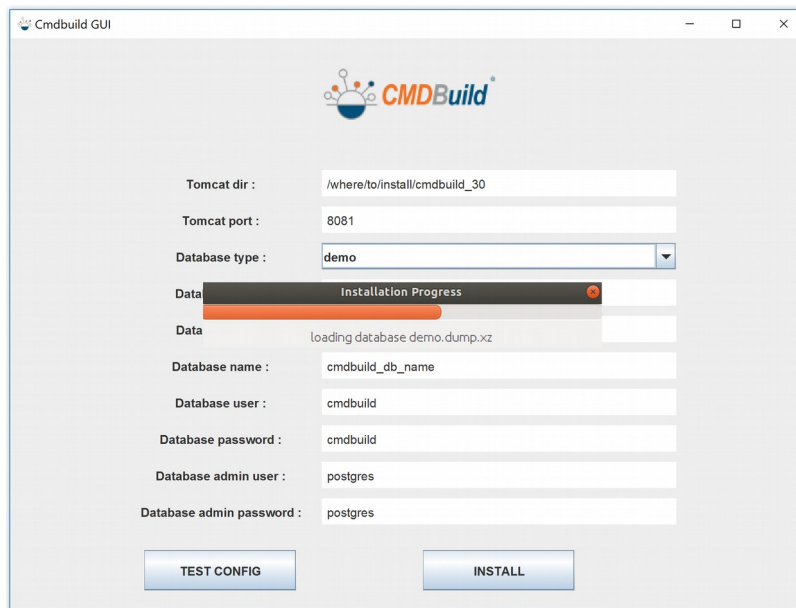 Cmdbuild GUI
CMDBuild
Tomcat dir : /where/to/install/cmdbuild_30
Tomcat port : 8081
Database type : demo
Data
Installation Progress
Data
loading database demo.dump.xz
Database name : cmdbuild_db_name
Database user : cmdbuild
Database password : cmdbuild
Database admin user : postgres
Database admin password : postgres
TEST CONFIG INSTALL